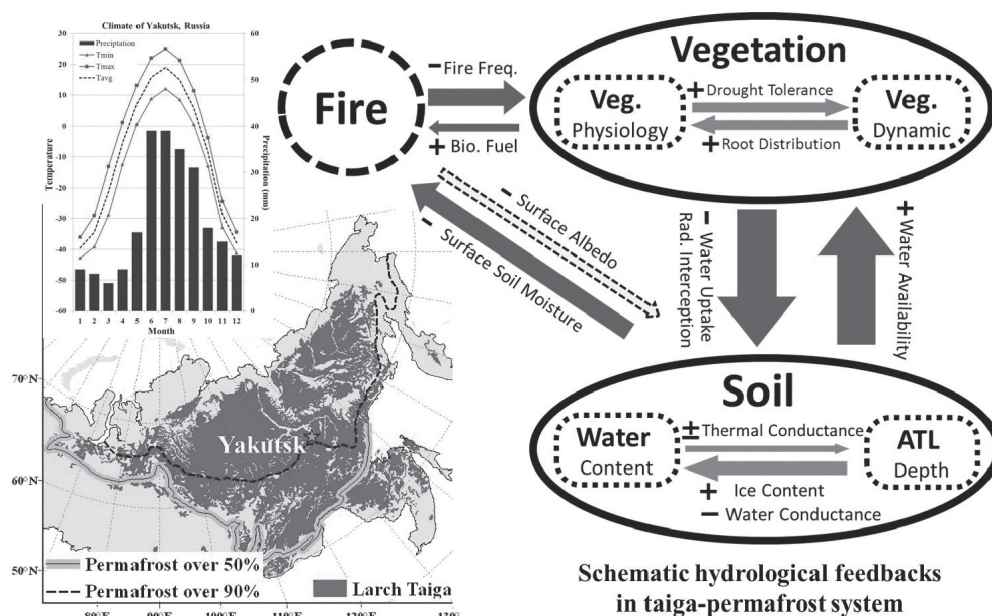 Climate of Yakutsk, Russia
30
20
10
0
-10
-20
-30
-40
-50
-60
Temperature
60
50
40
30
20
10
0
Precipitation (mm)
Precipitation
Tmin
Tmax
Tavg
1 2 3 4 5 6 7 8 9 10 11 12
Month
Fire
− Fire Freq.
+ Bio. Fuel
Vegetation
Veg.
Physiology
+ Drought Tolerance
+ Root Distribution
Veg.
Dynamic
− Surface Albedo
− Surface Soil Moisture
− Water Uptake
Rad. Interception
+ Water Availability
Soil
Water
Content
± Thermal Conductance
+ Ice Content
− Water Conductance
ATL
Depth
70°N
60°N
50°N
Yakutsk
Permafrost over 50%
Permafrost over 90%
Larch Taiga
Schematic hydrological feedbacks
in taiga-permafrost system